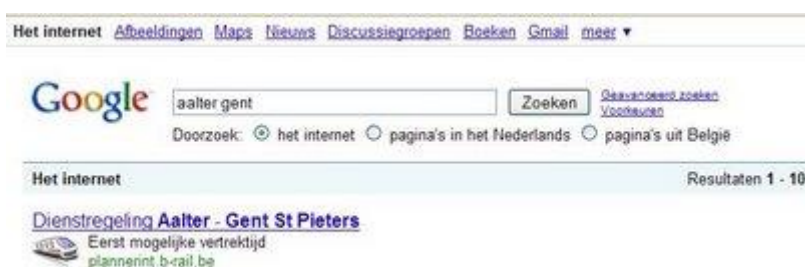 Het internet Afbeeldingen Maps Nieuws Discussiegroepen Boeken Gmail meer ▼
Google aalter gent Zoeken Geavanceerd zoeken
Voorkeuren
Doorzoek: het internet pagina's in het Nederlands pagina's uit België
Het internet Resultaten 1 - 10
Dienstregeling Aalter - Gent St Pieters
Eerst mogelijke vertrektijd
plannerint.b-rail.be